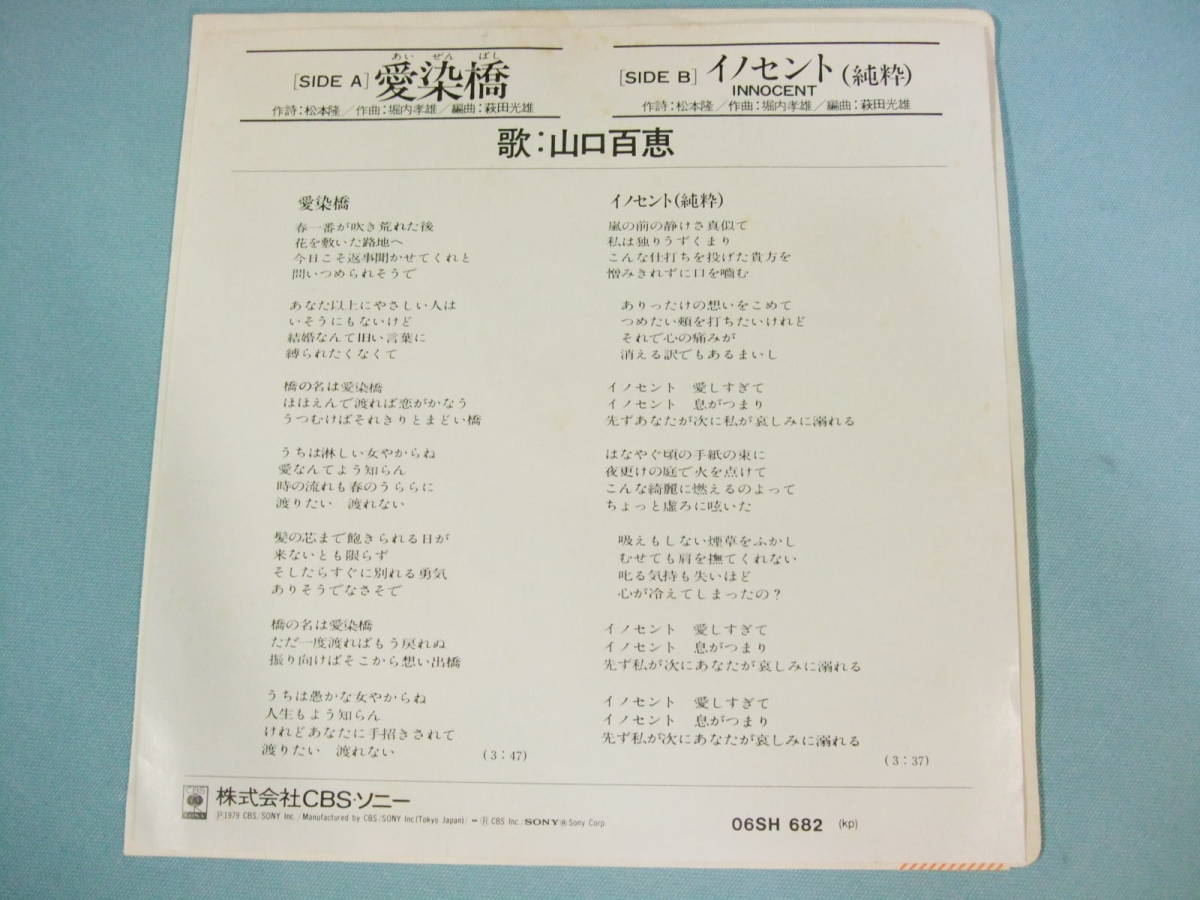 あい ぜん ばし
[SIDE A] 愛染橋
作詩：松本隆／作曲：堀内孝雄／編曲：萩田光雄
[SIDE B] イノセント(純粋)
INNOCENT
作詩：松本隆／作曲：堀内孝雄／編曲：萩田光雄
歌：山口百恵
愛染橋
春一番が吹き荒れた後
花を敷いた路地へ
今日こそ返事聞かせてくれと
問いつめられそうで
あなた以上にやさしい人は
いそうにもないけど
結婚なんて旧い言葉に
縛られたくなくて
橋の名は愛染橋
ほほえんで渡れば恋がかなう
うつむけばそれきりとまどい橋
うちは淋しい女やからね
愛なんてよう知らん
時の流れも春のうららに
渡りたい　渡れない
髪の芯まで飽きられる日が
来ないとも限らず
そしたらすぐに別れる勇気
ありそうでなさそで
橋の名は愛染橋
ただ一度渡ればもう戻れぬ
振り向けばそこから想い出橋
うちは愚かな女やからね
人生もよう知らん
けれどあなたに手招きされて
渡りたい　渡れない
(3：47)
イノセント(純粋)
嵐の前の静けさ真似て
私は独りうずくまり
こんな仕打ちを投げた貴方を
憎みきれずに口を噛む
ありったけの想いをこめて
つめたい頬を打ちたいけれど
それで心の痛みが
消える訳でもあるまいし
イノセント　愛しすぎて
イノセント　息がつまり
先ずあなたが次に私が哀しみに溺れる
はなやぐ頃の手紙の束に
夜更けの庭で火を点けて
こんな綺麗に燃えるのよって
ちょっと虚ろに呟いた
吸えもしない煙草をふかし
むせても肩を撫てくれない
叱る気持も失いほど
心が冷えてしまったの？
イノセント　愛しすぎて
イノセント　息がつまり
先ず私が次にあなたが哀しみに溺れる
イノセント　愛しすぎて
イノセント　息がつまり
先ず私が次にあなたが哀しみに溺れる
(3：37)
CBS SONY 株式会社CBS・ソニー
Ⓟ1979 CBS/SONY Inc./Manufactured by CBS/SONY Inc(Tokyo Japan)/ Ⓡ CBS Inc./SONY Ⓡ Sony Corp.
06SH 682 (kp)